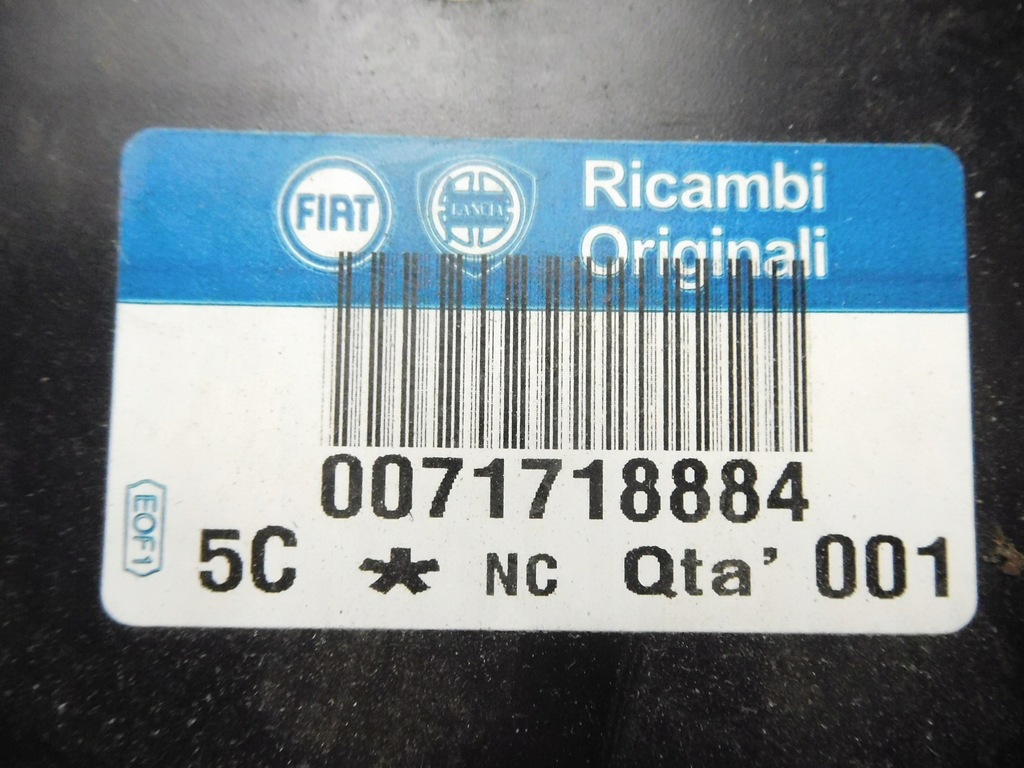 FIAT LANCIA Ricambi
Originali
0071718884
EOF1
5C * NC Qta' 001